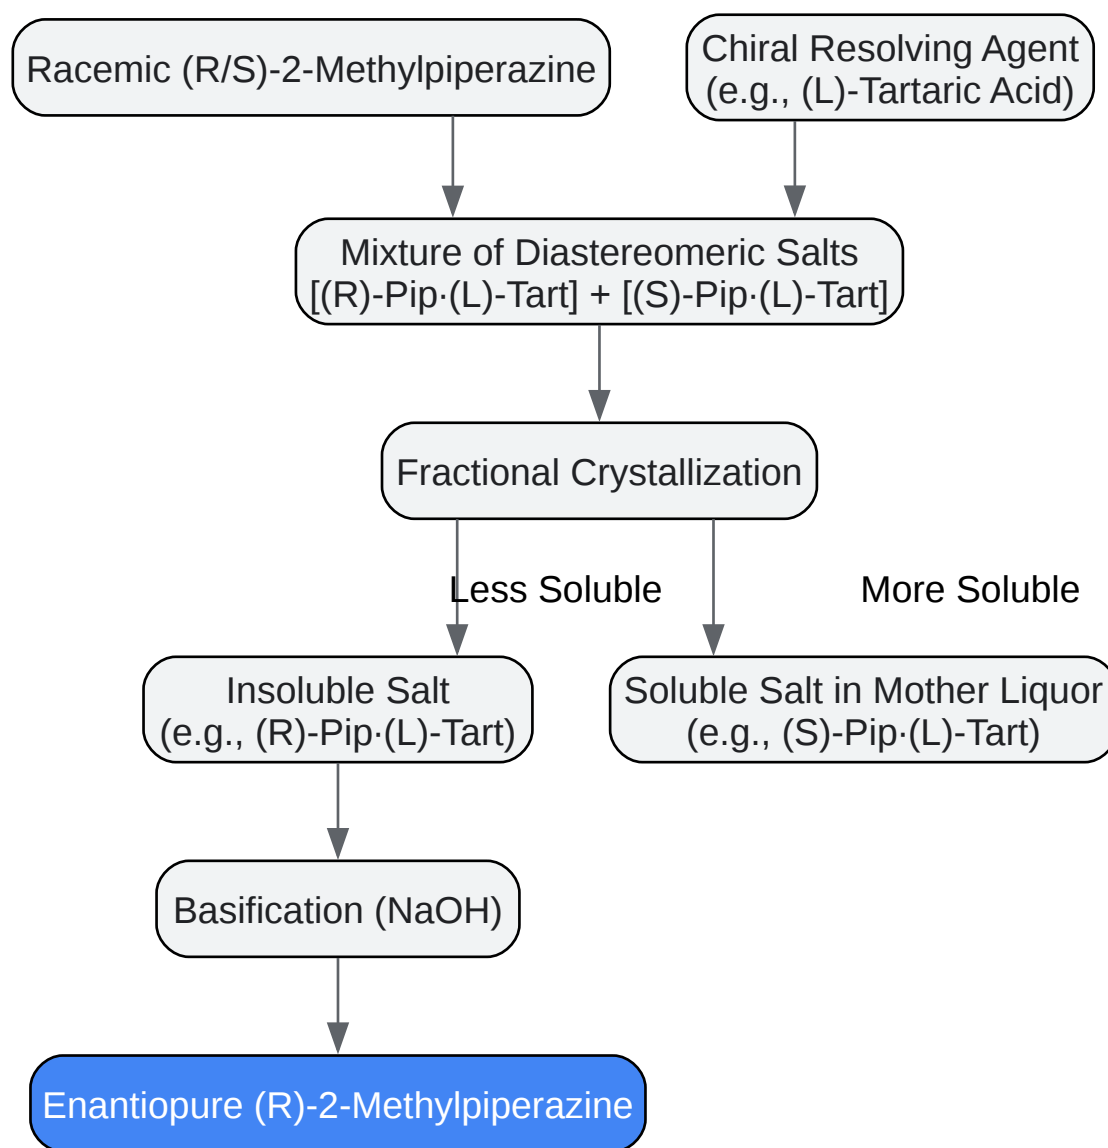 Racemic (R/S)-2-Methylpiperazine
Chiral Resolving Agent
(e.g., (L)-Tartaric Acid)
Mixture of Diastereomeric Salts
[(R)-Pip·(L)-Tart] + [(S)-Pip·(L)-Tart]
Fractional Crystallization
Less Soluble
More Soluble
Insoluble Salt
(e.g., (R)-Pip·(L)-Tart)
Soluble Salt in Mother Liquor
(e.g., (S)-Pip·(L)-Tart)
Basification (NaOH)
Enantiopure (R)-2-Methylpiperazine